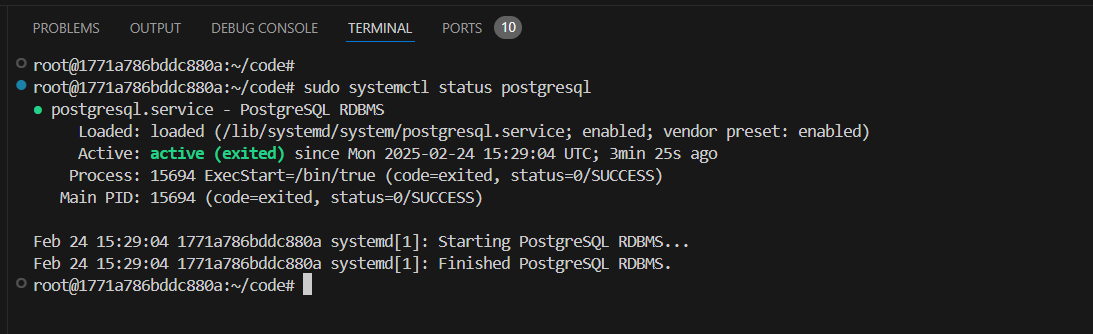 PROBLEMS OUTPUT DEBUG CONSOLE TERMINAL PORTS 10
root@1771a786bddc880a:~/code#
root@1771a786bddc880a:~/code# sudo systemctl status postgresql
● postgresql.service - PostgreSQL RDBMS
Loaded: loaded (/lib/systemd/system/postgresql.service; enabled; vendor preset: enabled)
Active: active (exited) since Mon 2025-02-24 15:29:04 UTC; 3min 25s ago
Process: 15694 ExecStart=/bin/true (code=exited, status=0/SUCCESS)
Main PID: 15694 (code=exited, status=0/SUCCESS)
Feb 24 15:29:04 1771a786bddc880a systemd[1]: Starting PostgreSQL RDBMS...
Feb 24 15:29:04 1771a786bddc880a systemd[1]: Finished PostgreSQL RDBMS.
root@1771a786bddc880a:~/code#